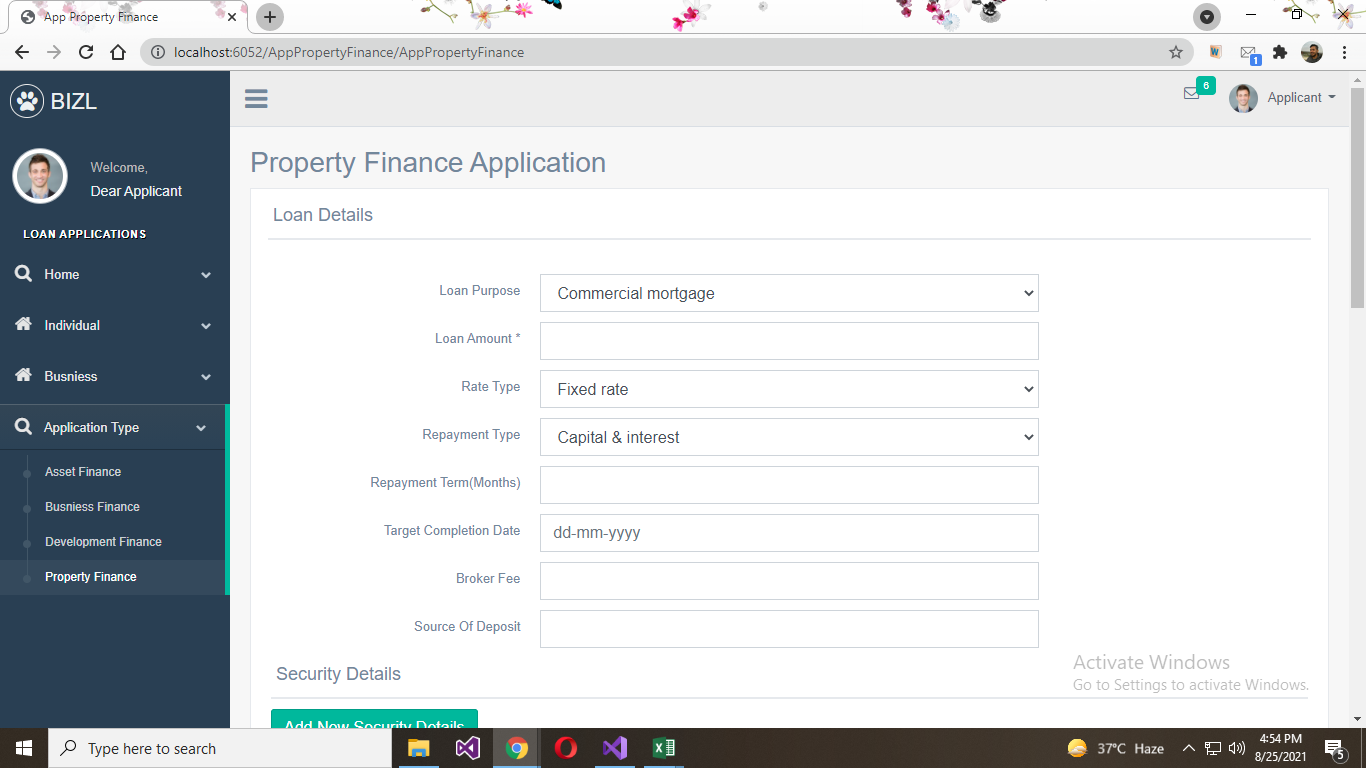 App Property Finance
localhost:6052/AppPropertyFinance/AppPropertyFinance
1
BIZL
6
Applicant
Welcome,
Dear Applicant
LOAN APPLICATIONS
Home
Individual
Busniess
Application Type
Asset Finance
Busniess Finance
Development Finance
Property Finance
Property Finance Application
Loan Details
Loan Purpose
Commercial mortgage
Loan Amount *
Rate Type
Fixed rate
Repayment Type
Capital & interest
Repayment Term(Months)
Target Completion Date
dd-mm-yyyy
Broker Fee
Source Of Deposit
Security Details
Add New Security Details
Activate Windows
Go to Settings to activate Windows.
Type here to search
37°C Haze
4:54 PM
8/25/2021
5